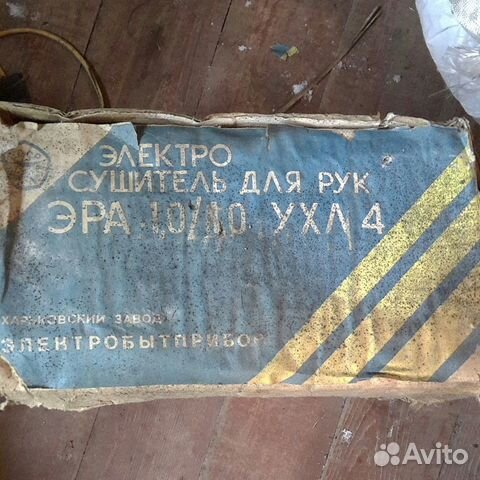 ЭЛЕКТРО
СУШИТЕЛЬ ДЛЯ РУК
ЭРА 1,0/1,0 УХЛ 4
ХАРЬКОВСКИЙ ЗАВОД
ЭЛЕКТРОБЫТПРИБОР
Avito